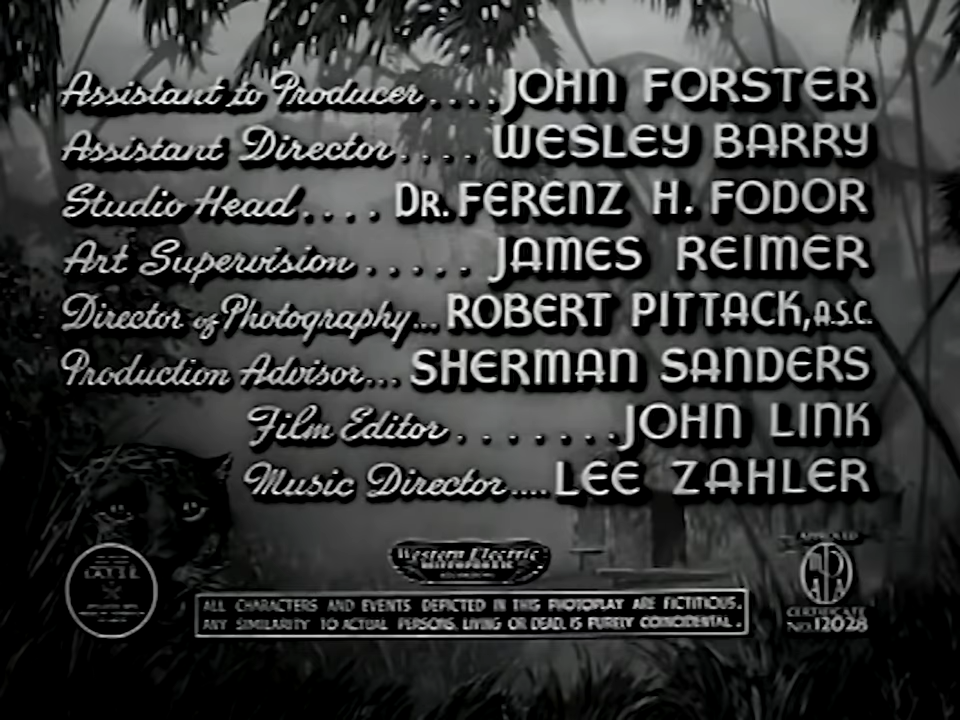 Assistant to Producer....JOHN FORSTER
Assistant Director.... WESLEY BARRY
Studio Head.... DR. FERENZ H. FODOR
Art Supervision..... JAMES REIMER
Director of Photography... ROBERT PITTACK, A.S.C.
Production Advisor... SHERMAN SANDERS
Film Editor.......JOHN LINK
Music Director.....LEE ZAHLER
Western Electric
MIRROPHONIC
APPROVED
IATSE
CERTIFICATE
NO. 12028
ALL CHARACTERS AND EVENTS DEPICTED IN THIS PHOTOPLAY ARE FICTITIOUS.
ANY SIMILARITY TO ACTUAL PERSONS, LIVING OR DEAD, IS PURELY COINCIDENTAL.